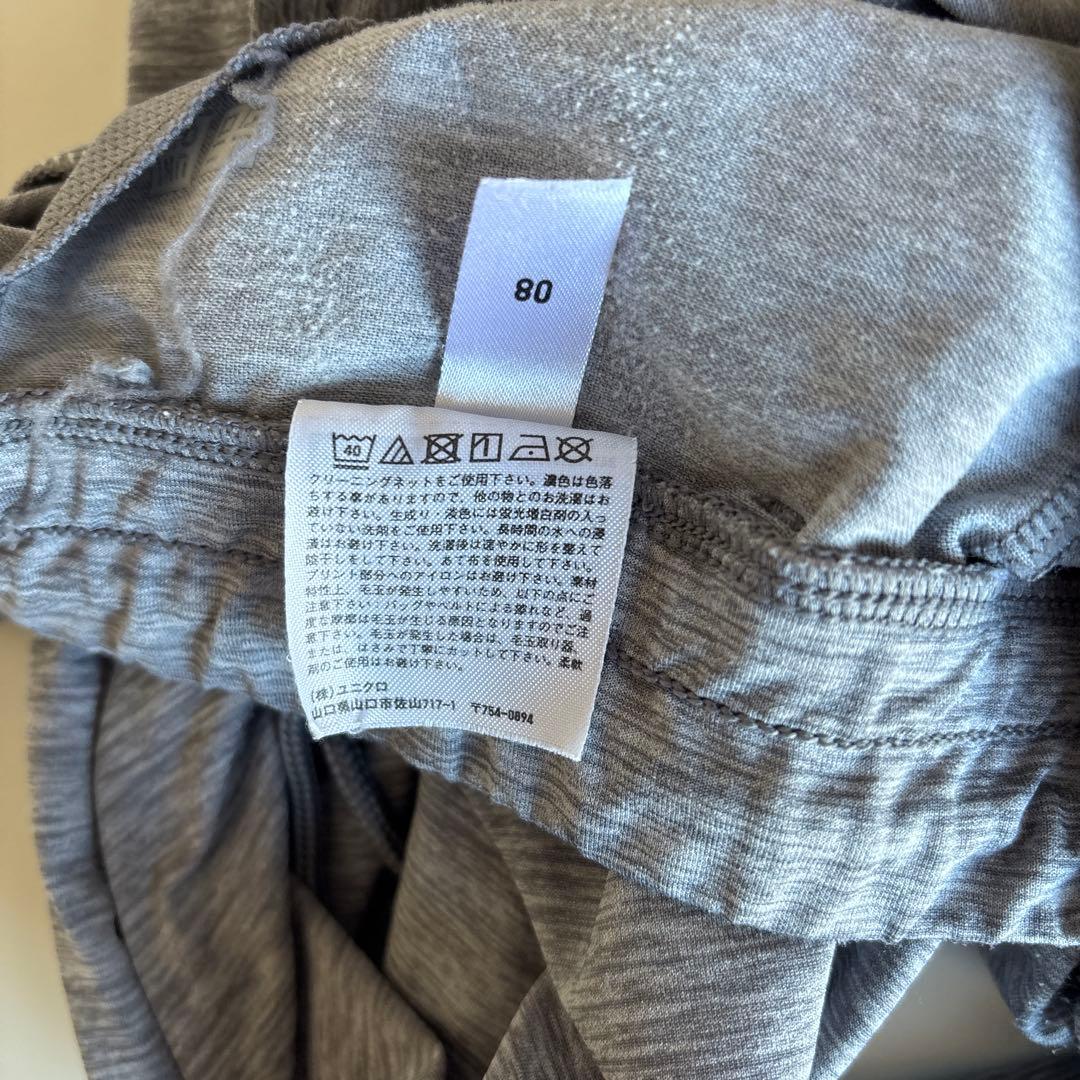 80
40
クリーニングネットをご使用下さい。濃色は色落
ちする事がありますので、他の物とのお洗濯はお
避け下さい。生成り・淡色には蛍光増白剤の入っ
ていない洗剤をご使用下さい。長時間の水への浸
漬はお避け下さい。洗濯後は速やかに形を整えて
陰干しをして下さい。あて布を使用して下さい。
プリント部分へのアイロンはお避け下さい。素材
特性上、毛玉が発生しやすいため、以下の点にご
注意下さい…バッグやベルトによる擦れなど、過
度な摩擦は毛玉が生じる原因となりますのでご注
意下さい。毛玉が発生した場合は、毛玉取り器、
または、はさみで丁寧にカットして下さい。柔軟
剤のご使用はお避け下さい。
(株)ユニクロ
山口県山口市佐山717-1 〒754-0894